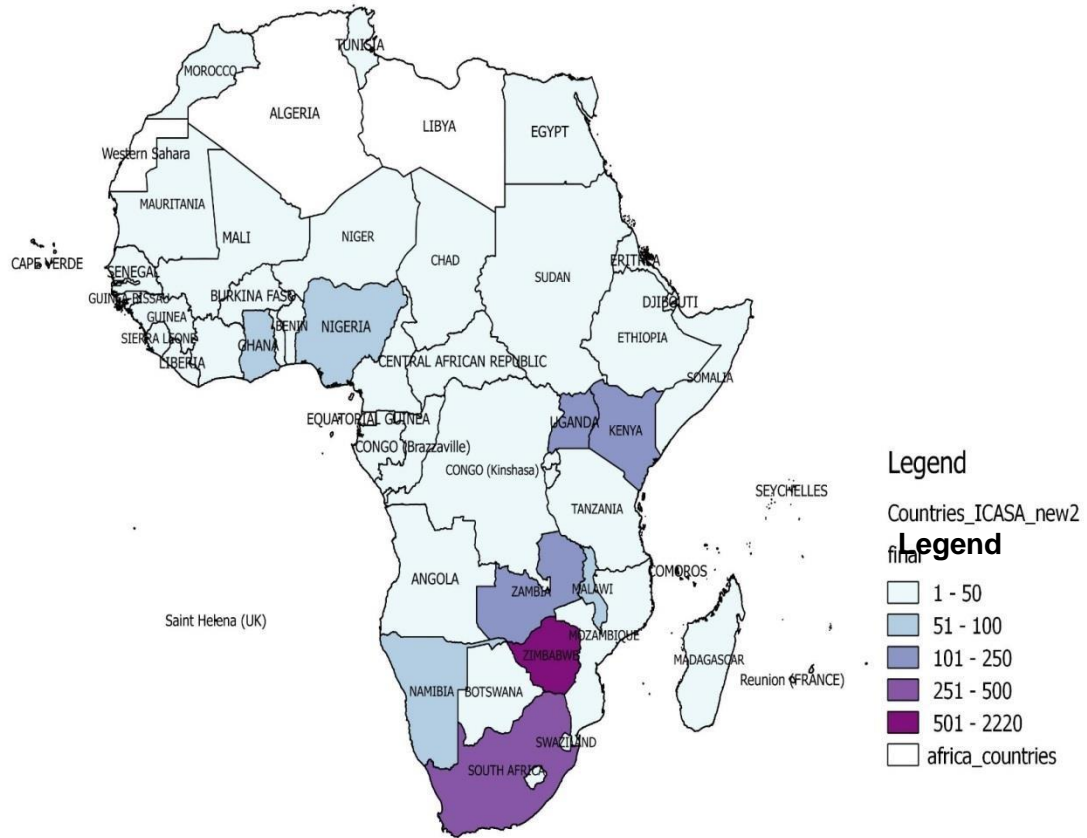 TUNISIA
MOROCCO
ALGERIA
LIBYA
EGYPT
Western Sahara
MAURITANIA
MALI
NIGER
CHAD
SUDAN
CAPE VERDE
SENEGAL
ERITREA
GUINEA BISSAU
BURKINA FASO
DJIBOUTI
GUINEA
BENIN
NIGERIA
SIERRA LEONE
GHANA
ETHIOPIA
LIBERIA
CENTRAL AFRICAN REPUBLIC
SOMALIA
EQUATORIAL GUINEA
UGANDA
KENYA
CONGO (Brazzaville)
CONGO (Kinshasa)
SEYCHELLES
TANZANIA
ANGOLA
COMOROS
ZAMBIA
MALAWI
Saint Helena (UK)
MOZAMBIQUE
ZIMBABWE
MADAGASCAR
NAMIBIA
BOTSWANA
Reunion (FRANCE)
SWAZILAND
SOUTH AFRICA
Legend
Countries_ICASA_new2
final
Legend
1 - 50
51 - 100
101 - 250
251 - 500
501 - 2220
africa_countries